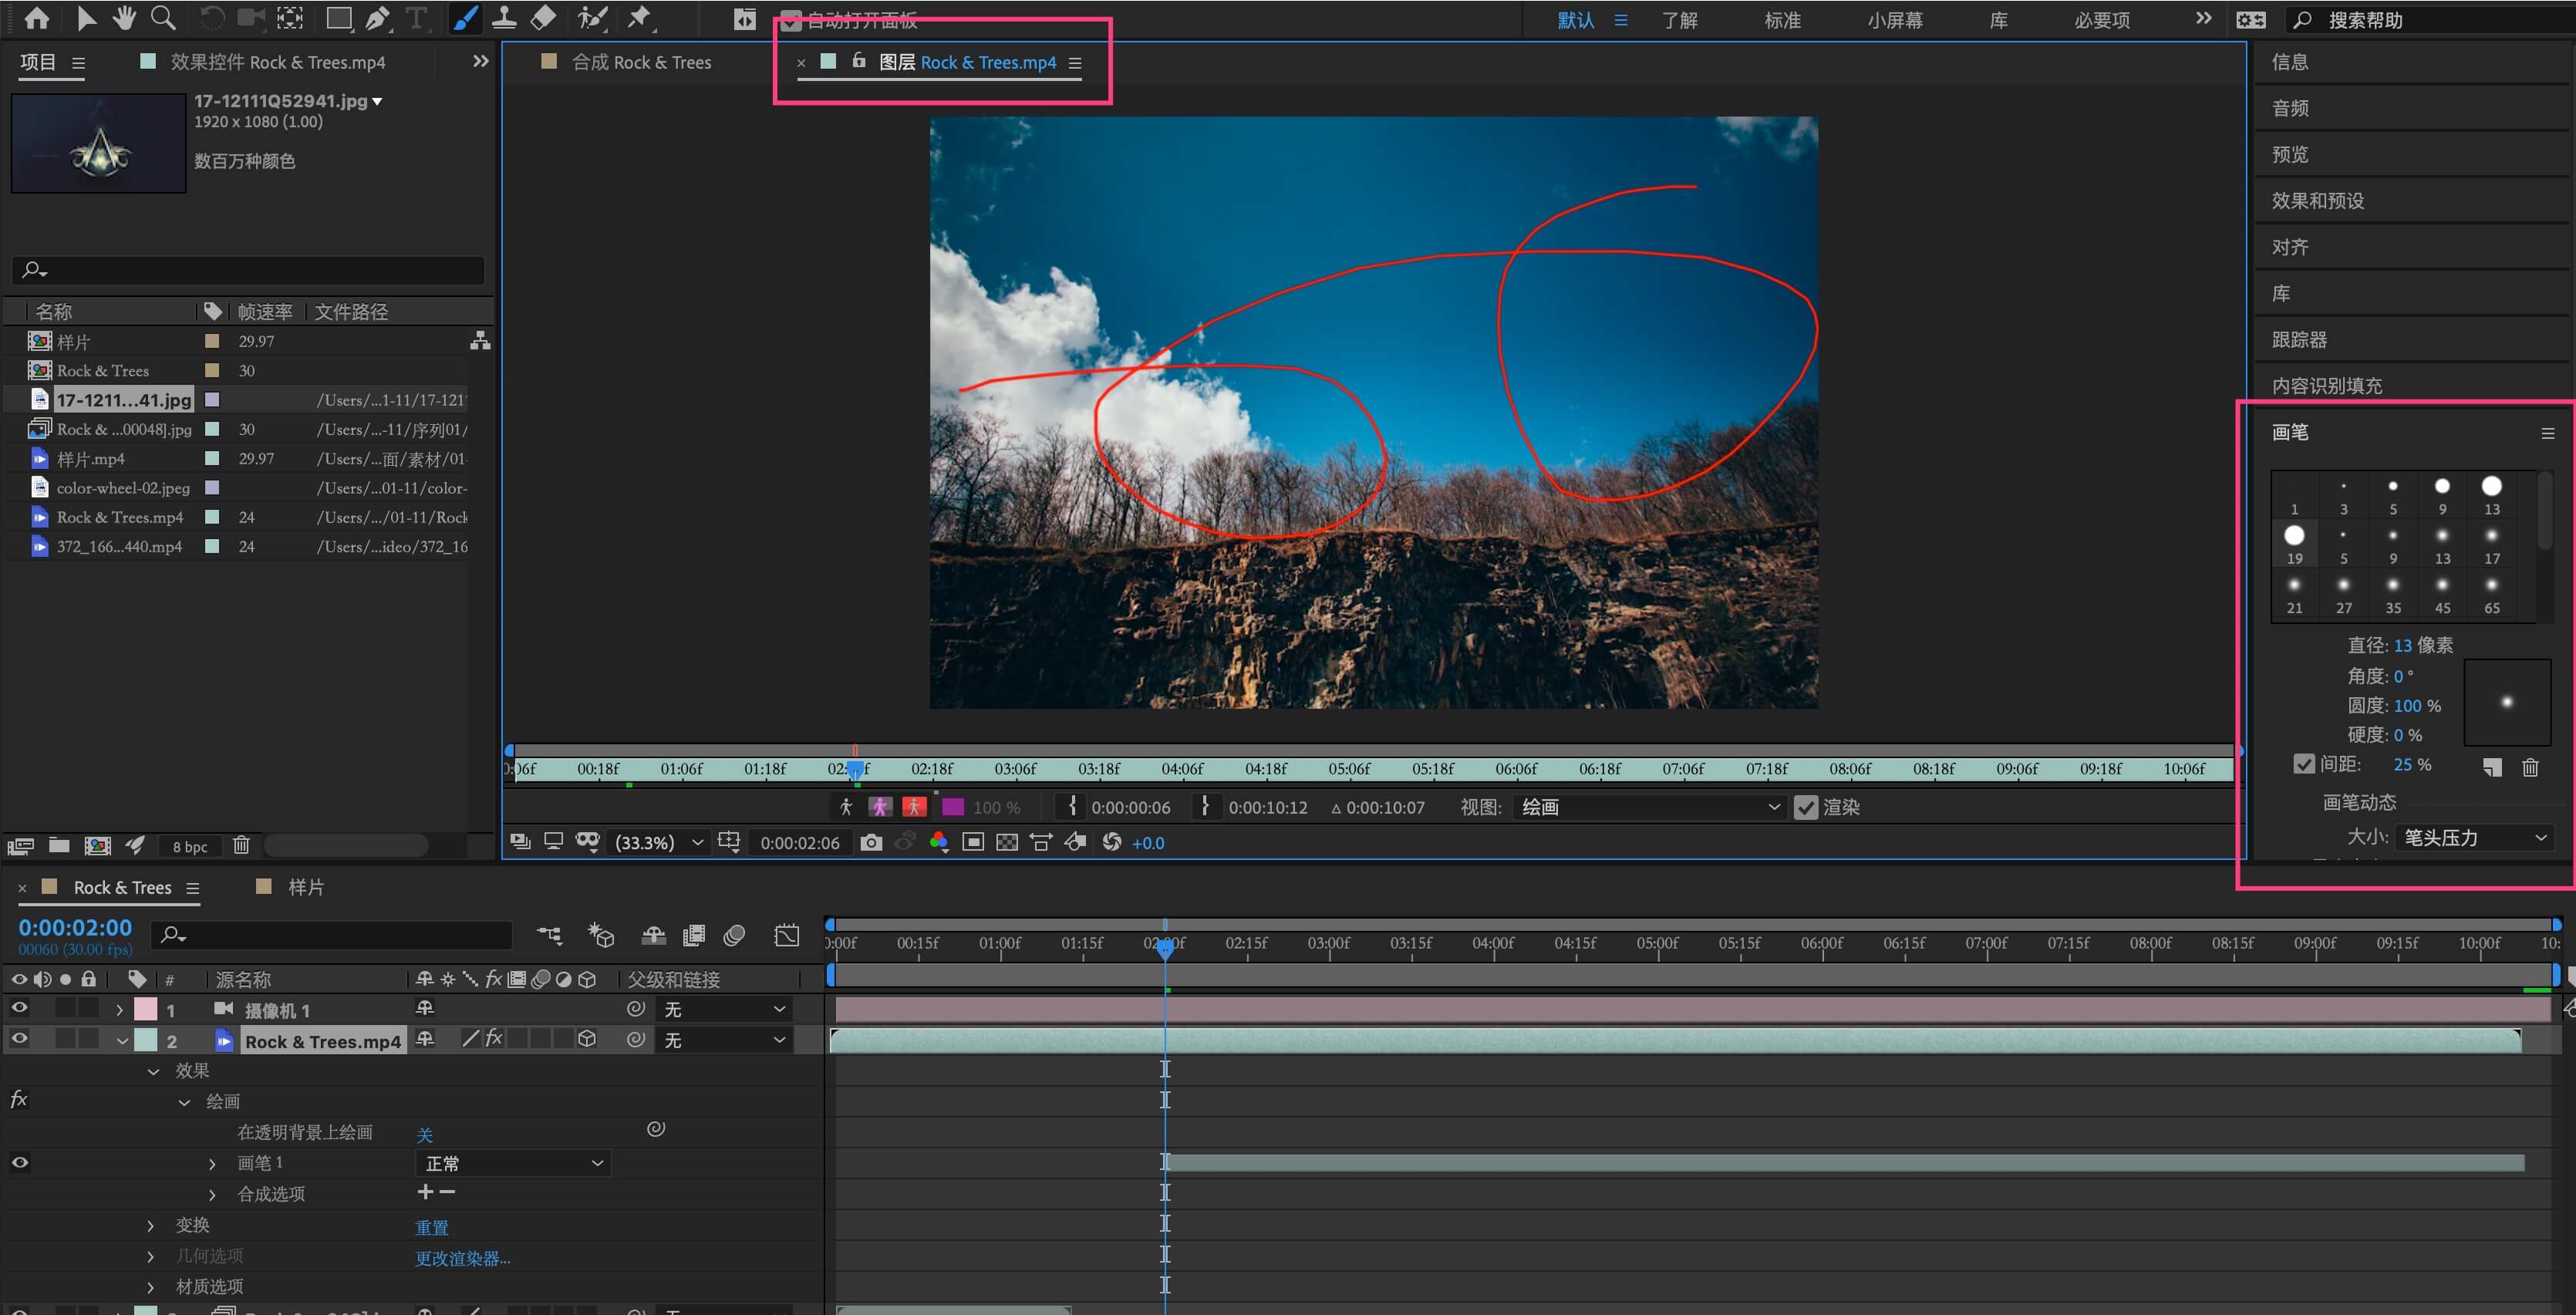 自动打开面板
默认
了解
标准
小屏幕
库
必要项
搜索帮助
项目
效果控件 Rock & Trees.mp4
合成 Rock & Trees
图层 Rock & Trees.mp4
17-12111Q52941.jpg
1920 x 1080 (1.00)
数百万种颜色
名称 帧速率 文件路径
样片 29.97
Rock & Trees 30
17-1211...41.jpg /Users/...1-11/17-121
Rock & ...00048].jpg 30 /Users/...-11/序列01/
样片.mp4 29.97 /Users/...面/素材/01-
color-wheel-02.jpeg /Users/...01-11/color-
Rock & Trees.mp4 24 /Users/.../01-11/Rock
372_166...440.mp4 24 /Users/...ideo/372_16
8 bpc
:06f 00:18f 01:06f 01:18f 02: f 02:18f 03:06f 03:18f 04:06f 04:18f 05:06f 05:18f 06:06f 06:18f 07:06f 07:18f 08:06f 08:18f 09:06f 09:18f 10:06f
100 % 0:00:00:06 0:00:10:12 Δ 0:00:10:07 视图: 绘画 渲染
(33.3%) 0:00:02:06 +0.0
信息
音频
预览
效果和预设
对齐
库
跟踪器
内容识别填充
画笔
1 3 5 9 13
19 5 9 13 17
21 27 35 45 65
直径: 13 像素
角度: 0 °
圆度: 100 %
硬度: 0 %
间距: 25 %
画笔动态
大小: 笔头压力
Rock & Trees
样片
0:00:02:00
00060 (30.00 fps)
:00f 00:15f 01:00f 01:15f 02:00f 02:15f 03:00f 03:15f 04:00f 04:15f 05:00f 05:15f 06:00f 06:15f 07:00f 07:15f 08:00f 08:15f 09:00f 09:15f 10:00f 10:
# 源名称 fx 父级和链接
1 摄像机 1 无
2 Rock & Trees.mp4 fx 无
效果
fx 绘画
在透明背景上绘画 关
画笔 1 正常
合成选项 + −
变换 重置
几何选项 更改渲染器...
材质选项